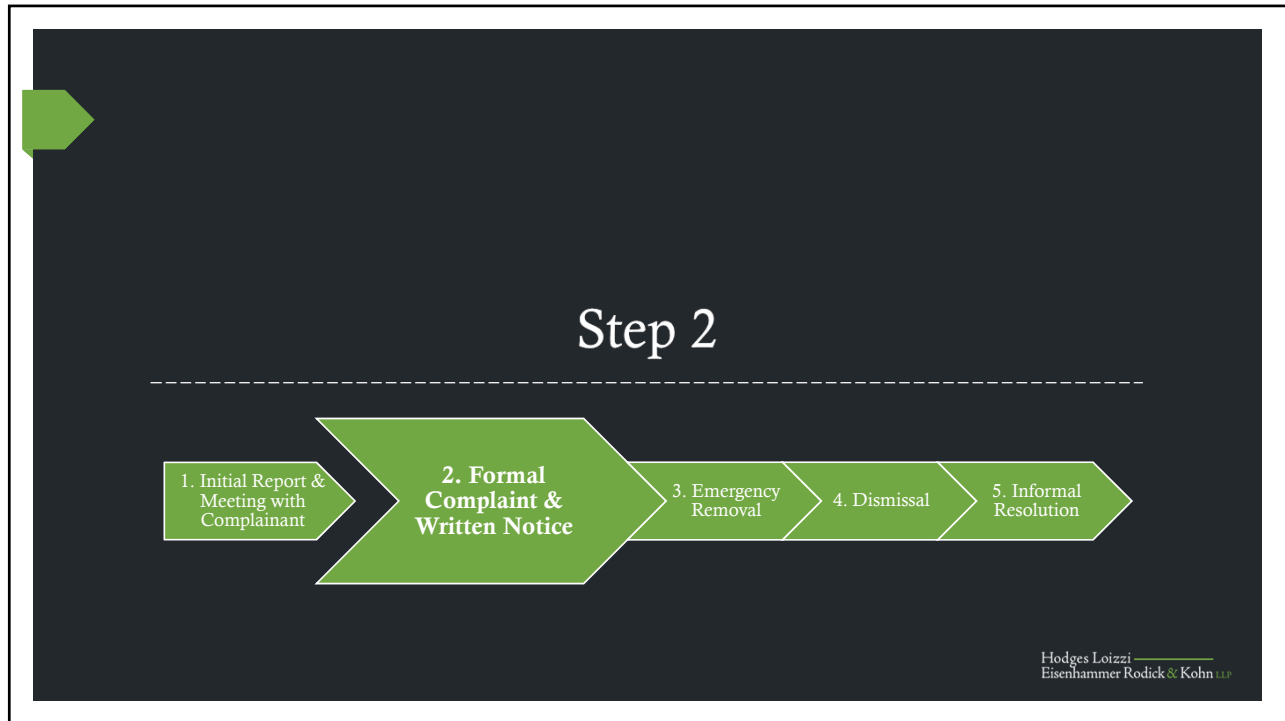 Step 2
1. Initial Report &
Meeting with
Complainant
2. Formal
Complaint &
Written Notice
3. Emergency
Removal
4. Dismissal
5. Informal
Resolution
Hodges Loizzi
Eisenhammer Rodick & Kohn LLP